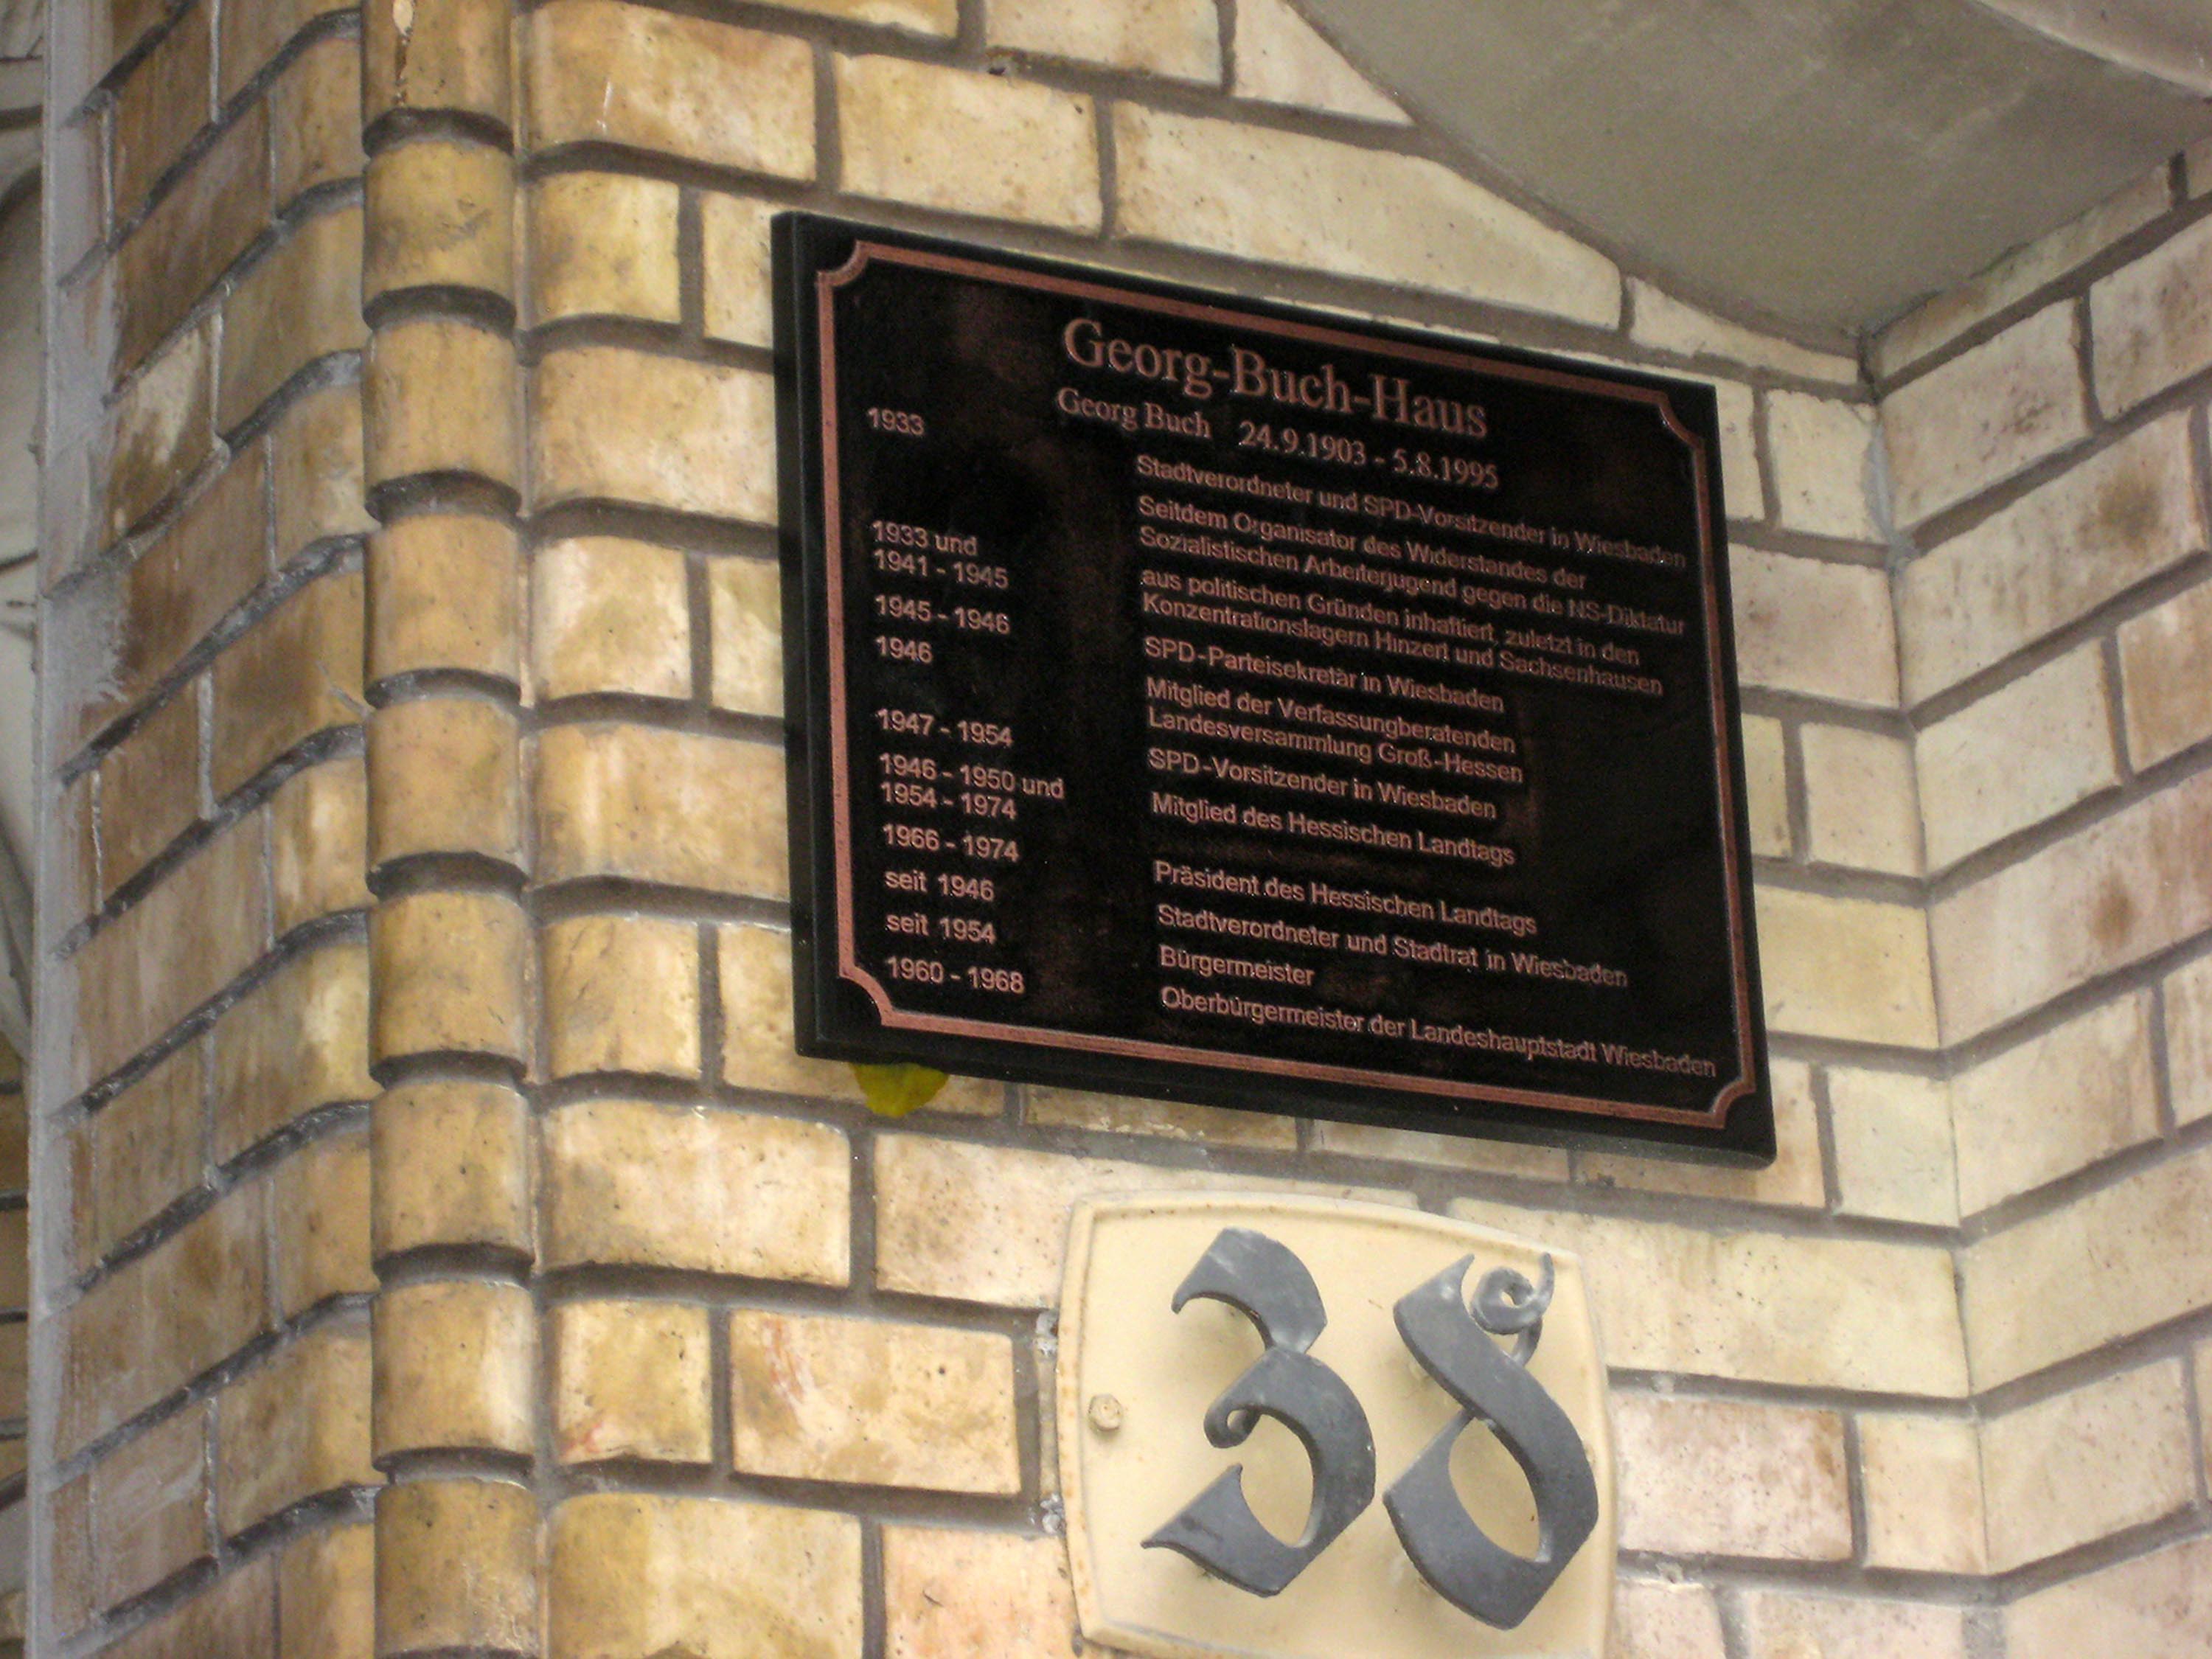 Georg-Buch-Haus
Georg Buch 24.9.1903 - 5.8.1995
1933 Stadtverordneter und SPD-Vorsitzender in Wiesbaden
Seitdem Organisator des Widerstandes der
Sozialistischen Arbeiterjugend gegen die NS-Diktatur
1933 und aus politischen Gründen inhaftiert, zuletzt in den
1941 - 1945 Konzentrationslagern Hinzert und Sachsenhausen
1945 - 1946 SPD-Parteisekretär in Wiesbaden
1946 Mitglied der Verfassungberatenden
Landesversammlung Groß-Hessen
1947 - 1954 SPD-Vorsitzender in Wiesbaden
1946 - 1950 und Mitglied des Hessischen Landtags
1954 - 1974
1966 - 1974 Präsident des Hessischen Landtags
seit 1946 Stadtverordneter und Stadtrat in Wiesbaden
seit 1954 Bürgermeister
1960 - 1968 Oberbürgermeister der Landeshauptstadt Wiesbaden
38